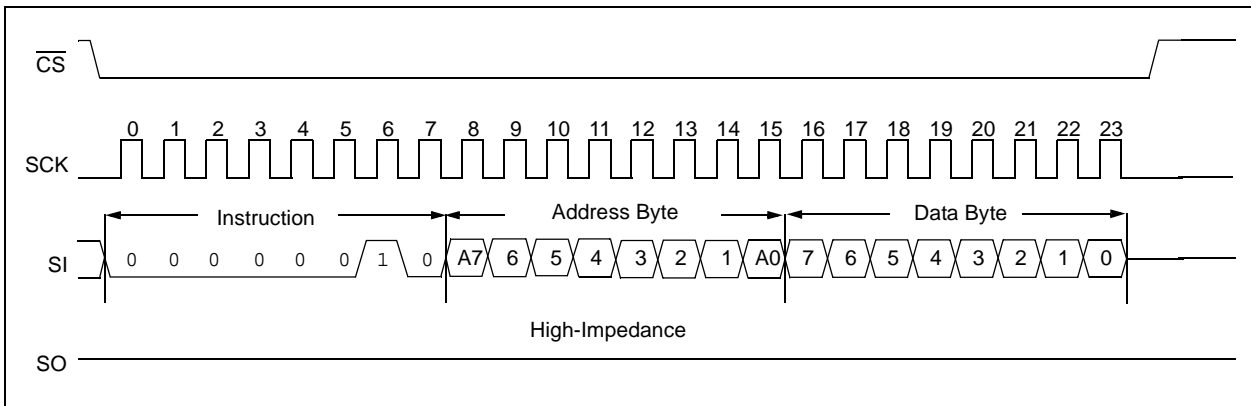 CS
0 1 2 3 4 5 6 7 8 9 10 11 12 13 14 15 16 17 18 19 20 21 22 23
SCK
Instruction Address Byte Data Byte
SI 0 0 0 0 0 0 1 0 A7 6 5 4 3 2 1 A0 7 6 5 4 3 2 1 0
High-Impedance
SO